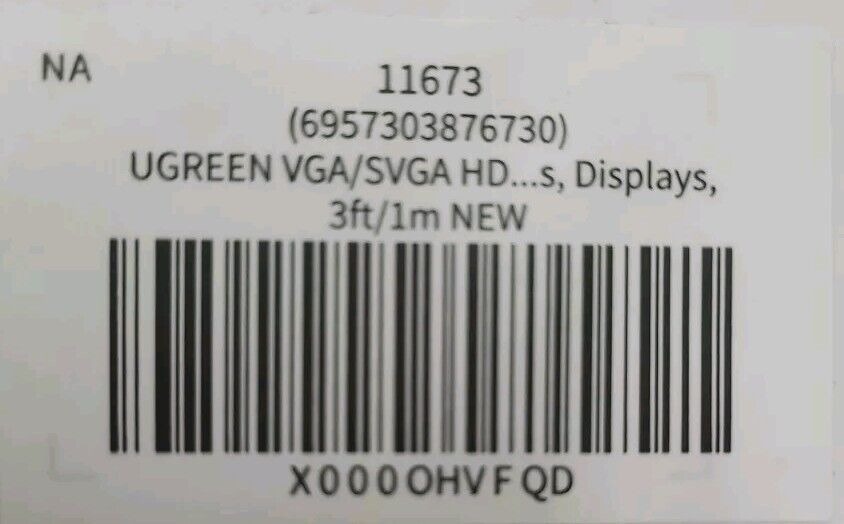 NA
11673
(6957303876730)
UGREEN VGA/SVGA HD...s, Displays,
3ft/1m NEW
X000OHVFQD